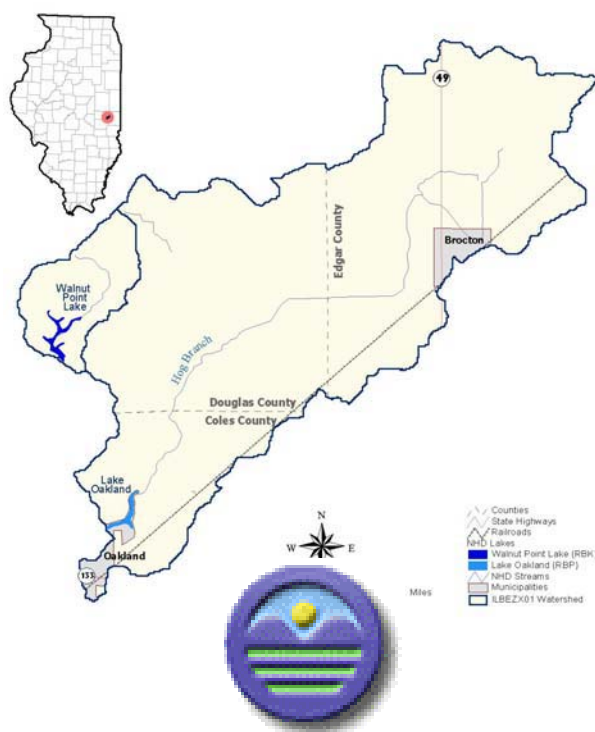 49
Brocton
Edgar County
Walnut
Point
Lake
Hog Branch
Douglas County
Coles County
Lake
Oakland
Oakland
133
N
W
E
S
Miles
Counties
State Highways
Railroads
NHD Lakes
Walnut Point Lake (RBK)
Lake Oakland (RBP)
NHD Streams
Municipalities
ILBEZX01 Watershed